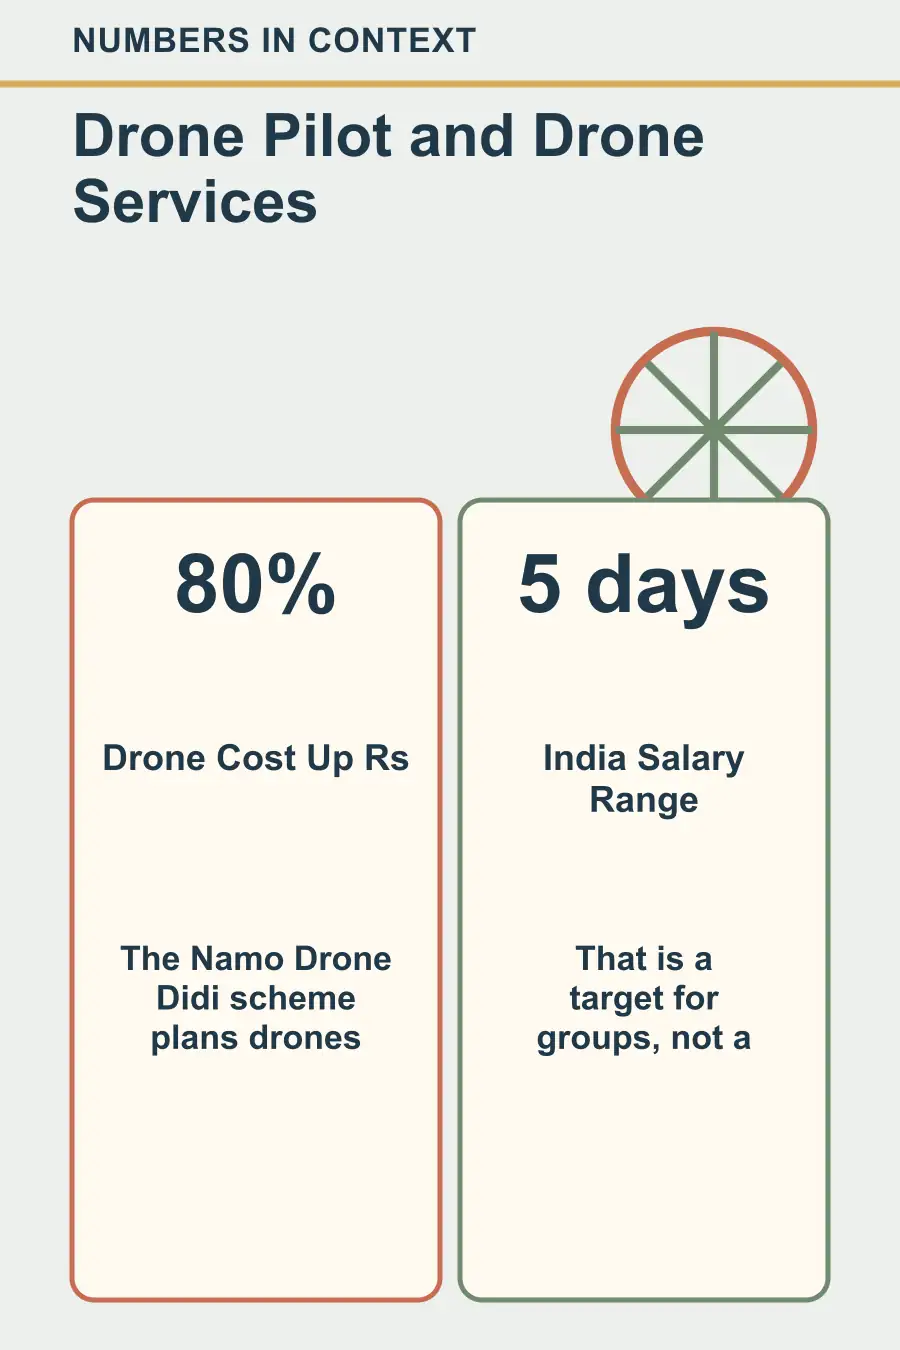 NUMBERS IN CONTEXT
Drone Pilot and Drone
Services
80%
Drone Cost Up Rs
The Namo Drone
Didi scheme
plans drones
5 days
India Salary
Range
That is a
target for
groups, not a